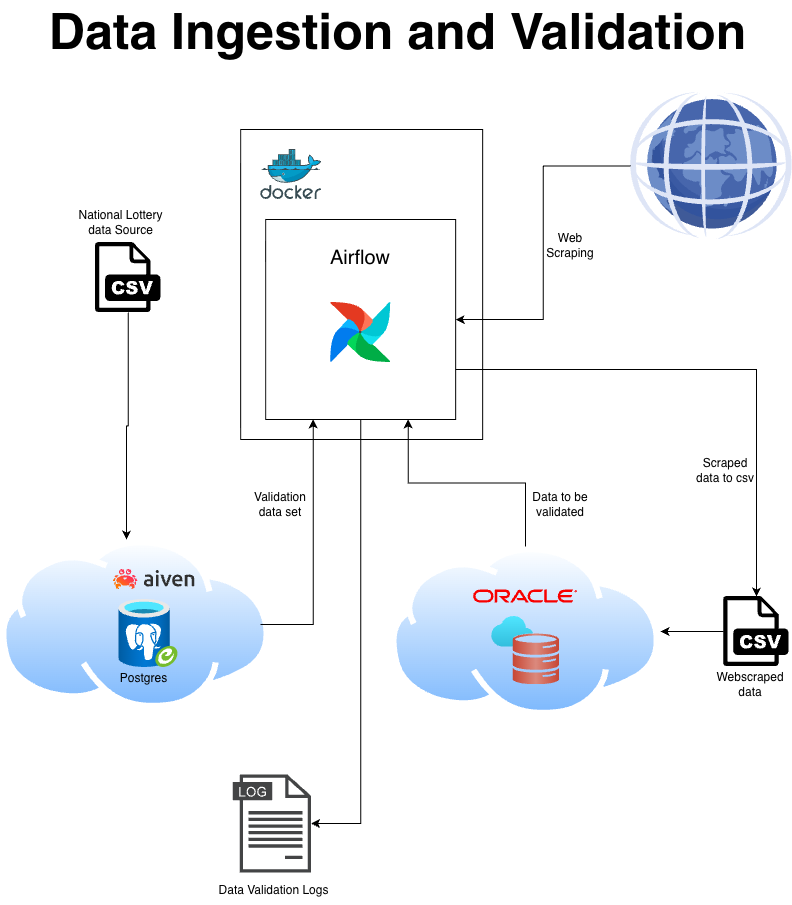 Data Ingestion and Validation
docker
National Lottery
data Source
CSV
Airflow
Web
Scraping
Scraped
data to csv
Validation
data set
Data to be
validated
aiven
Postgres
ORACLE
CSV
Webscraped
data
LOG
Data Validation Logs